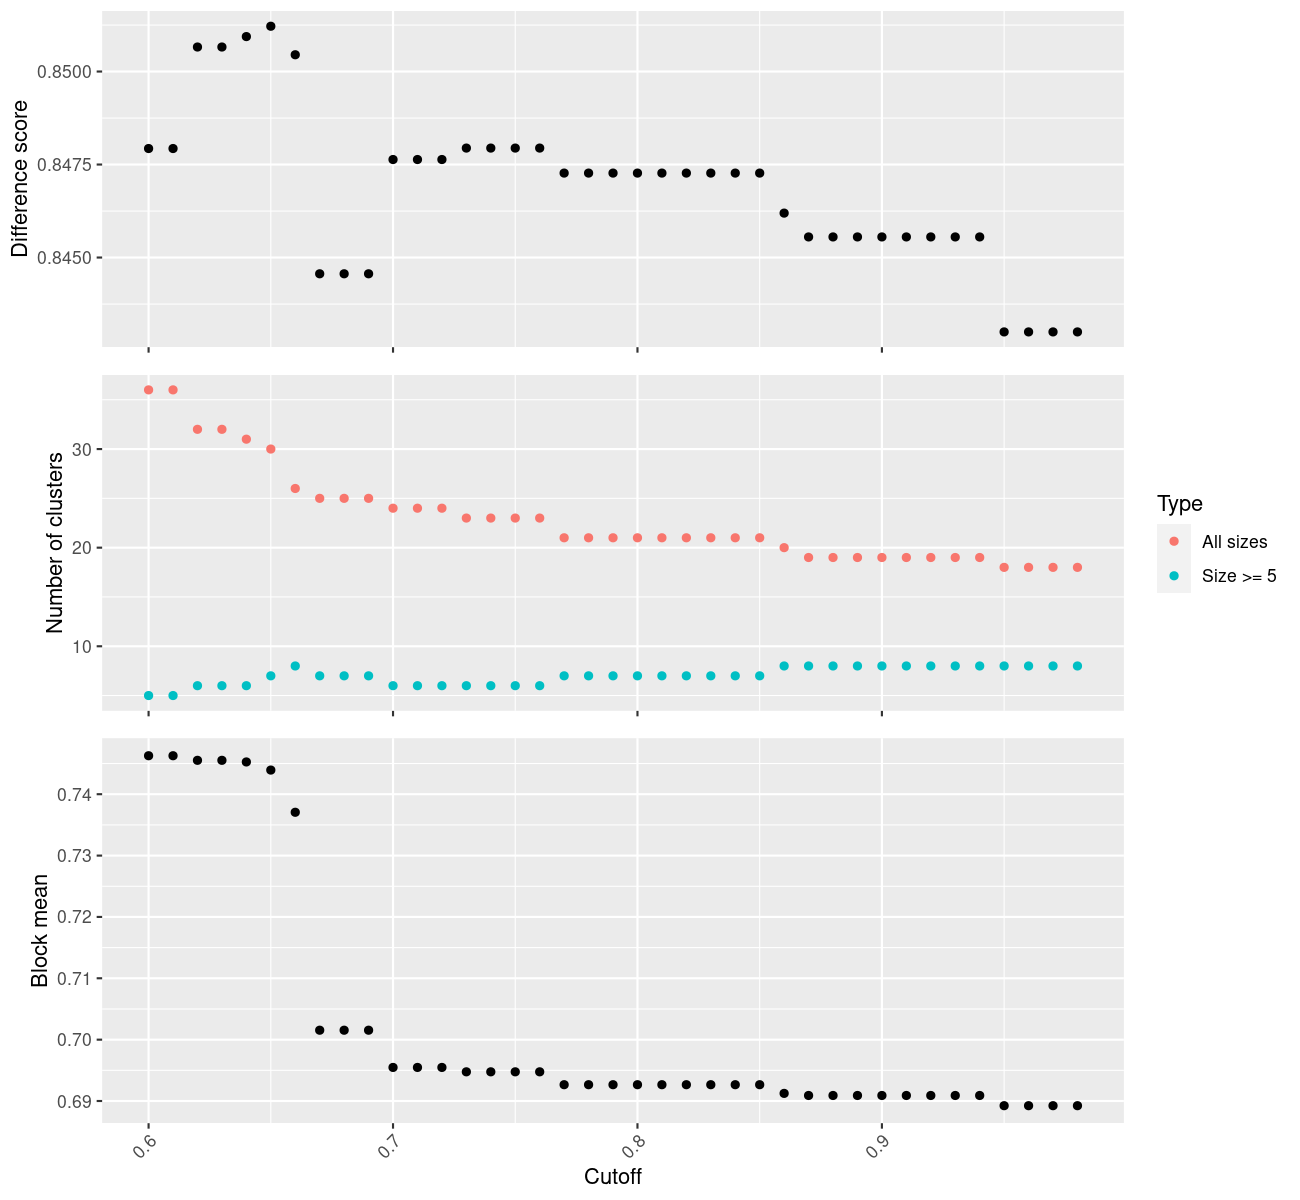 Difference score
0.8500
0.8475
0.8450
Number of clusters
30
20
10
Type
All sizes
Size >= 5
Block mean
0.74
0.73
0.72
0.71
0.70
0.69
0.6
0.7
0.8
0.9
Cutoff